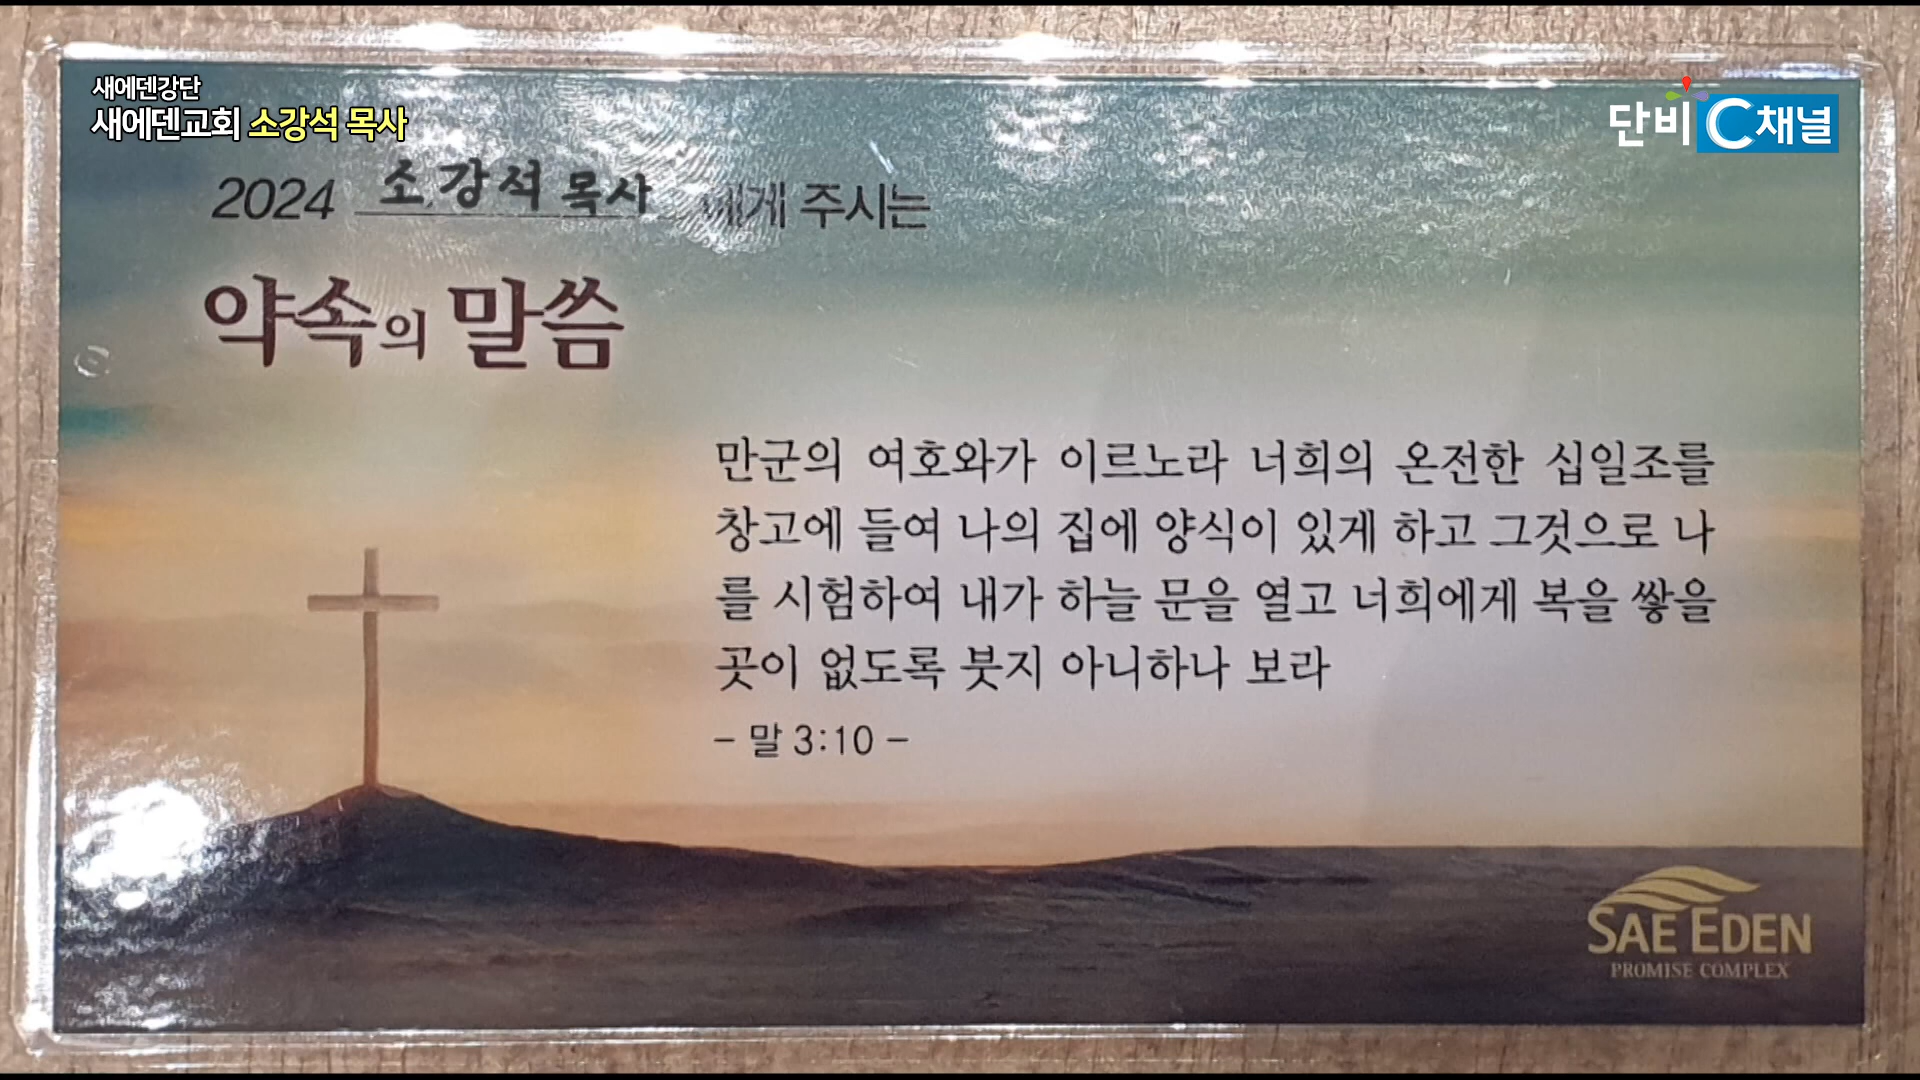 새에덴강단
새에덴교회 소강석 목사
단비 C채널
2024 소강석 목사 에게 주시는
약속의 말씀
만군의 여호와가 이르노라 너희의 온전한 십일조를
창고에 들여 나의 집에 양식이 있게 하고 그것으로 나
를 시험하여 내가 하늘 문을 열고 너희에게 복을 쌓을
곳이 없도록 붓지 아니하나 보라
- 말 3:10 -
SAE EDEN
PROMISE COMPLEX